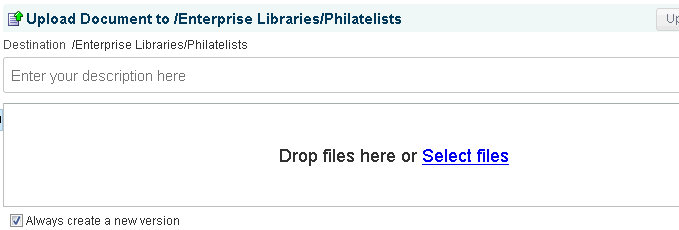 Upload Document to /Enterprise Libraries/Philatelists
Up
Destination /Enterprise Libraries/Philatelists
Enter your description here
Drop files here or Select files
Always create a new version